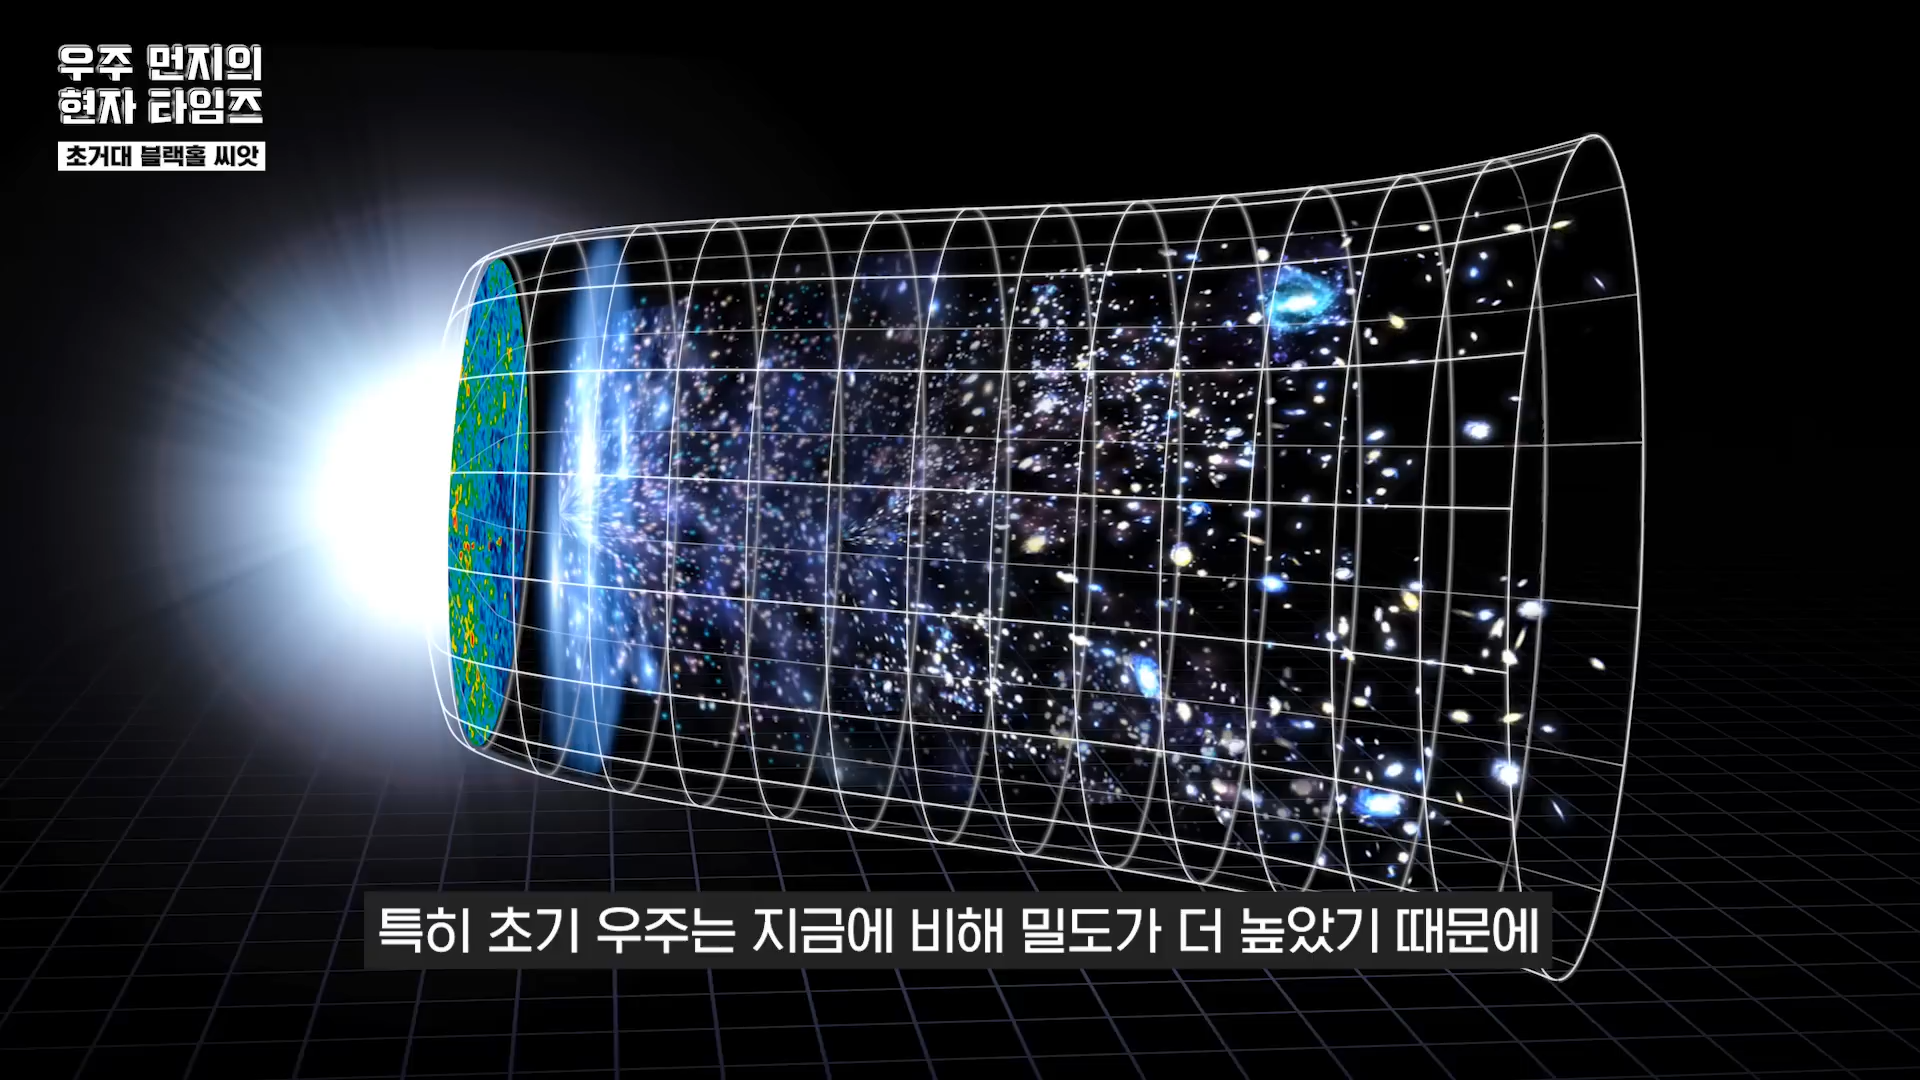 우주 먼지의
현자 타임즈
초거대 블랙홀 씨앗
특히 초기 우주는 지금에 비해 밀도가 더 높았기 때문에